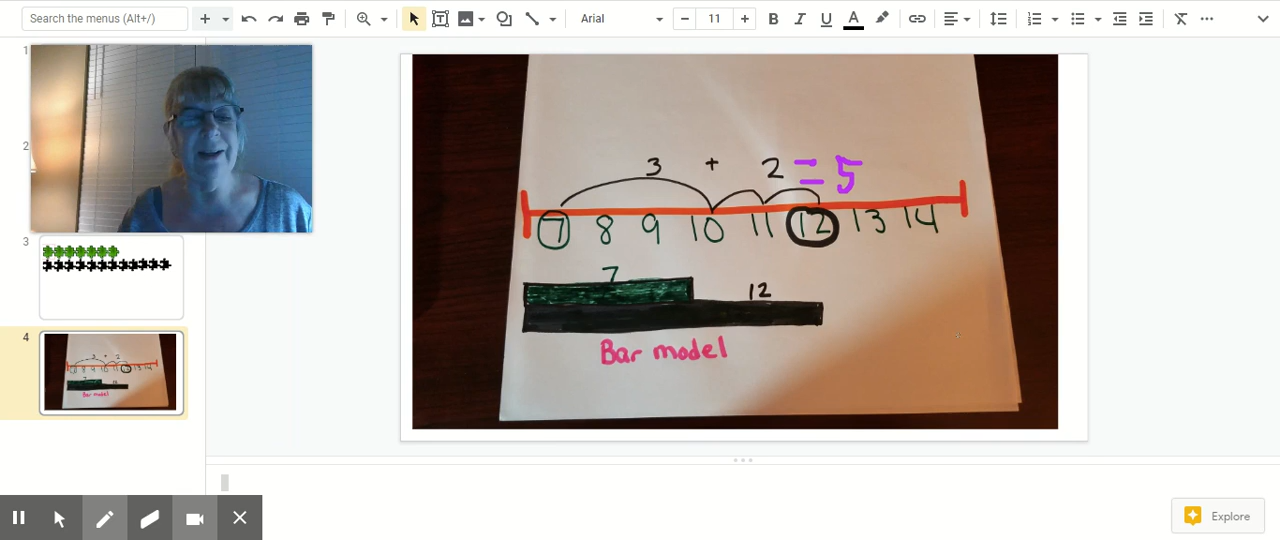 Search the menus (Alt+/)
Arial
11
B I U A
1
2
3
4
3 + 2 = 5
7 8 9 10 11 12 13 14
7
12
Bar model
Explore